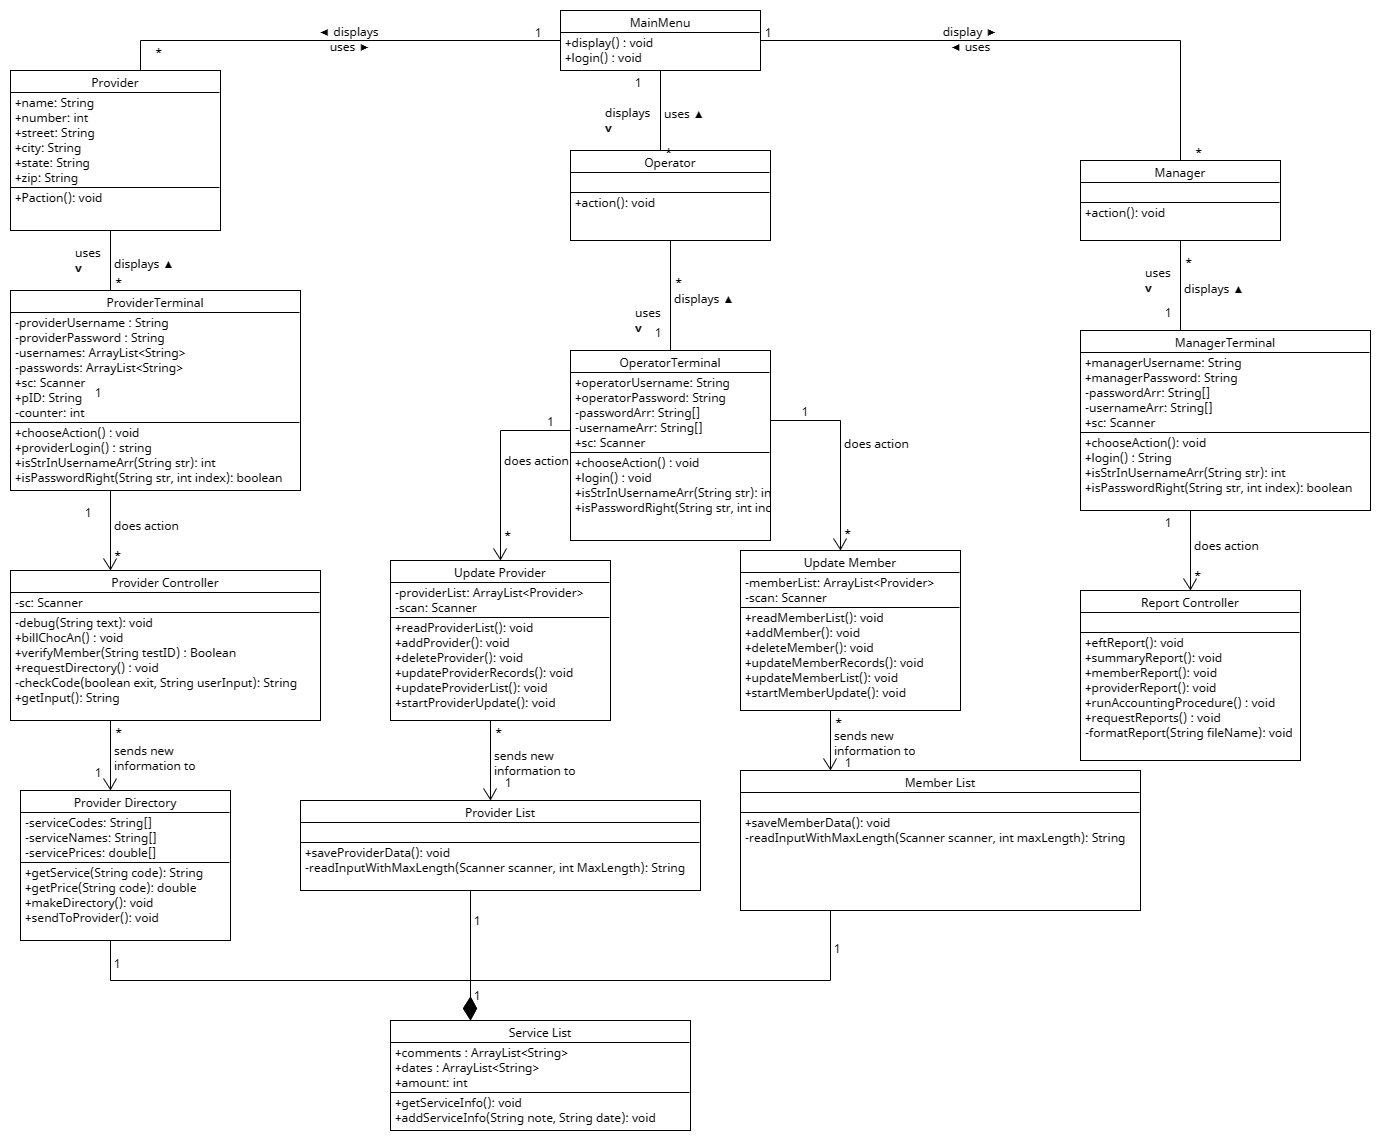 MainMenu
+display() : void
+login() : void
◄ displays
uses ►
1
*
1
display ►
◄ uses
*
1
displays
v
uses ▲
*
Provider
+name: String
+number: int
+street: String
+city: String
+state: String
+zip: String
+Paction(): void
Operator
+action(): void
Manager
+action(): void
uses
v
displays ▲
*
*
displays ▲
uses
v
1
*
uses
v
displays ▲
1
ProviderTerminal
-providerUsername : String
-providerPassword : String
-usernames: ArrayList<String>
-passwords: ArrayList<String>
+sc: Scanner
+pID: String
1
-counter: int
+chooseAction() : void
+providerLogin() : string
+isStrInUsernameArr(String str): int
+isPasswordRight(String str, int index): boolean
OperatorTerminal
+operatorUsername: String
+operatorPassword: String
-passwordArr: String[]
-usernameArr: String[]
+sc: Scanner
+chooseAction() : void
+login() : void
+isStrInUsernameArr(String str): in
+isPasswordRight(String str, int ind
ManagerTerminal
+managerUsername: String
+managerPassword: String
-passwordArr: String[]
-usernameArr: String[]
+sc: Scanner
+chooseAction(): void
+login() : String
+isStrInUsernameArr(String str): int
+isPasswordRight(String str, int index): boolean
1
does action
*
1
does action
*
1
does action
*
1
does action
*
Provider Controller
-sc: Scanner
-debug(String text): void
+billChocAn() : void
+verifyMember(String testID) : Boolean
+requestDirectory() : void
-checkCode(boolean exit, String userInput): String
+getInput(): String
Update Provider
-providerList: ArrayList<Provider>
-scan: Scanner
+readProviderList(): void
+addProvider(): void
+deleteProvider(): void
+updateProviderRecords(): void
+updateProviderList(): void
+startProviderUpdate(): void
Update Member
-memberList: ArrayList<Provider>
-scan: Scanner
+readMemberList(): void
+addMember(): void
+deleteMember(): void
+updateMemberRecords(): void
+updateMemberList(): void
+startMemberUpdate(): void
Report Controller
+eftReport(): void
+summaryReport(): void
+memberReport(): void
+providerReport(): void
+runAccountingProcedure() : void
+requestReports() : void
-formatReport(String fileName): void
*
sends new
information to
1
*
sends new
information to
1
*
sends new
information to
1
Provider Directory
-serviceCodes: String[]
-serviceNames: String[]
-servicePrices: double[]
+getService(String code): String
+getPrice(String code): double
+makeDirectory(): void
+sendToProvider(): void
Provider List
+saveProviderData(): void
-readInputWithMaxLength(Scanner scanner, int MaxLength): String
Member List
+saveMemberData(): void
-readInputWithMaxLength(Scanner scanner, int maxLength): String
1
1
1
1
Service List
+comments : ArrayList<String>
+dates : ArrayList<String>
+amount: int
+getServiceInfo(): void
+addServiceInfo(String note, String date): void